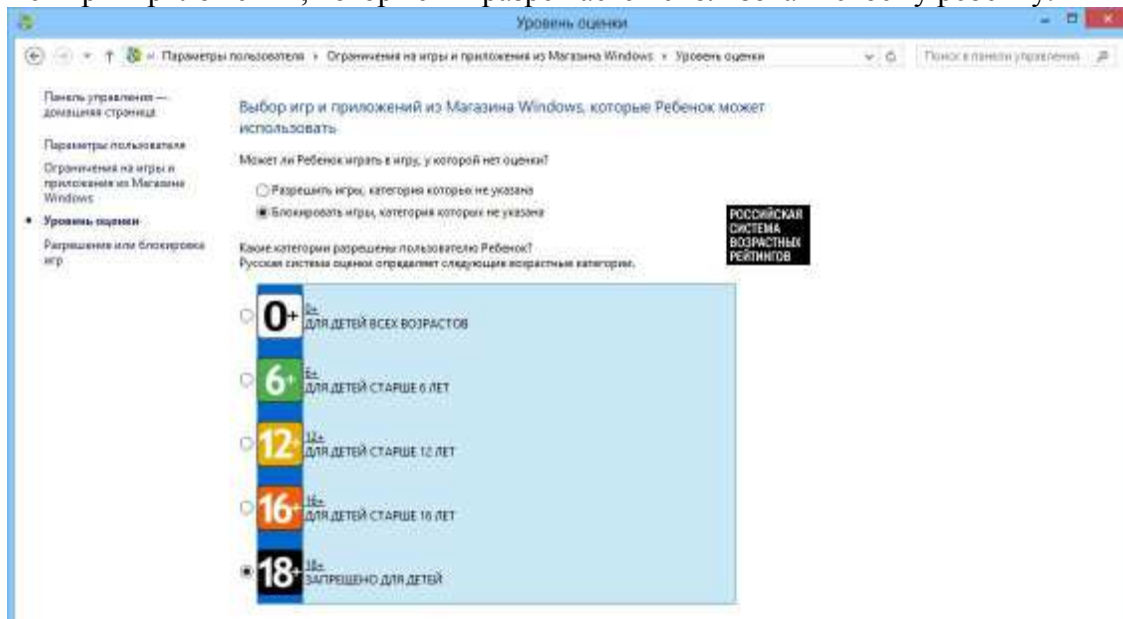 Уровень оценки
Параметры пользователя
Ограничения на игры и приложения из Магазина Windows
Уровень оценки
Поиск в панели управления
Панель управления —
домашняя страница
Параметры пользователя
Ограничения на игры и
приложения из Магазина
Windows
Уровень оценки
Разрешение или блокировка
игр
Выбор игр и приложений из Магазина Windows, которые Ребенок может
использовать
Может ли Ребенок играть в игру, у которой нет оценки?
Разрешить игры, категория которых не указана
Блокировать игры, категория которых не указана
РОССИЙСКАЯ
СИСТЕМА
ВОЗРАСТНЫХ
РЕЙТИНГОВ
Какие категории разрешены пользователю Ребенок?
Русская система оценки определяет следующие возрастные категории.
0+
0+
ДЛЯ ДЕТЕЙ ВСЕХ ВОЗРАСТОВ
6+
6+
ДЛЯ ДЕТЕЙ СТАРШЕ 6 ЛЕТ
12+
12+
ДЛЯ ДЕТЕЙ СТАРШЕ 12 ЛЕТ
16+
16+
ДЛЯ ДЕТЕЙ СТАРШЕ 16 ЛЕТ
18+
18+
ЗАПРЕЩЕНО ДЛЯ ДЕТЕЙ